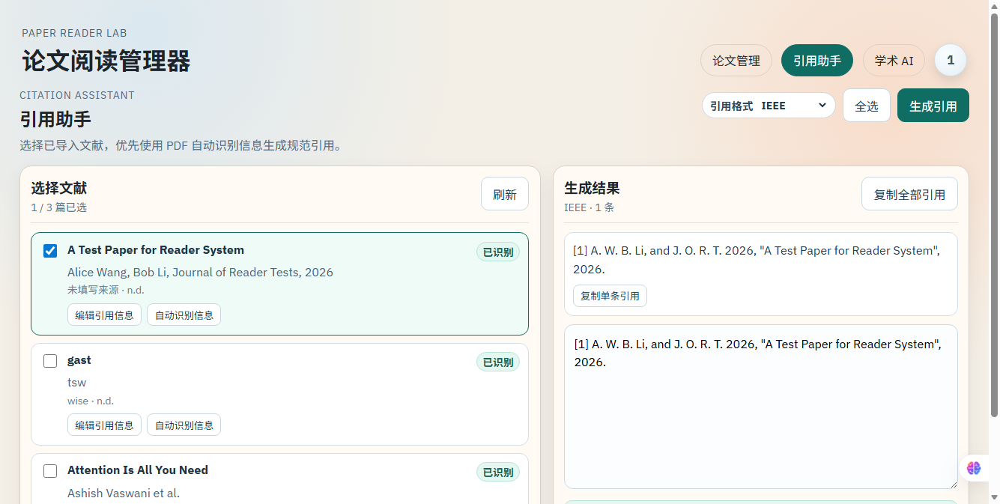 PAPER READER LAB
论文阅读管理器
论文管理
引用助手
学术 AI
1
CITATION ASSISTANT
引用助手
选择已导入文献，优先使用 PDF 自动识别信息生成规范引用。
引用格式 IEEE
全选
生成引用
选择文献
1 / 3 篇已选
刷新
A Test Paper for Reader System
已识别
Alice Wang, Bob Li, Journal of Reader Tests, 2026
未填写来源 · n.d.
编辑引用信息
自动识别信息
gast
已识别
tsw
wise · n.d.
编辑引用信息
自动识别信息
Attention Is All You Need
已识别
Ashish Vaswani et al.
生成结果
IEEE · 1 条
复制全部引用
[1] A. W. B. Li, and J. O. R. T. 2026, "A Test Paper for Reader System",
2026.
复制单条引用
[1] A. W. B. Li, and J. O. R. T. 2026, "A Test Paper for Reader System",
2026.